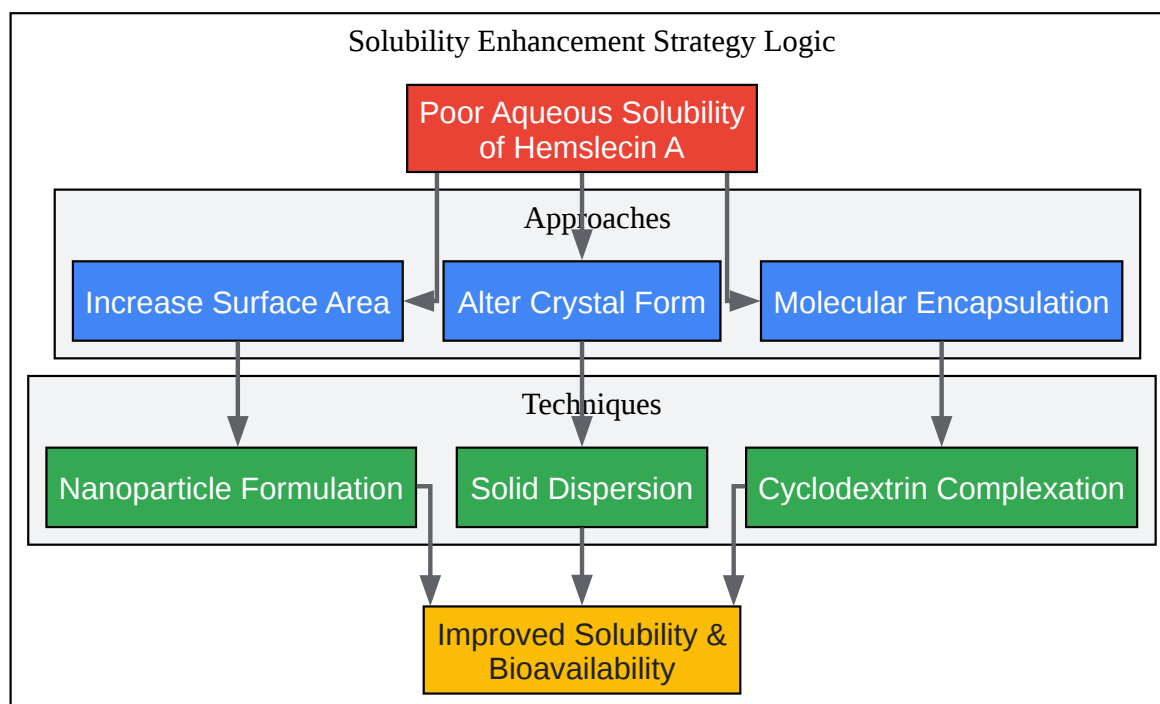 Solubility Enhancement Strategy Logic
Poor Aqueous Solubility
of Hemslecin A
Approaches
Increase Surface Area
Alter Crystal Form
Molecular Encapsulation
Techniques
Nanoparticle Formulation
Solid Dispersion
Cyclodextrin Complexation
Improved Solubility &
Bioavailability